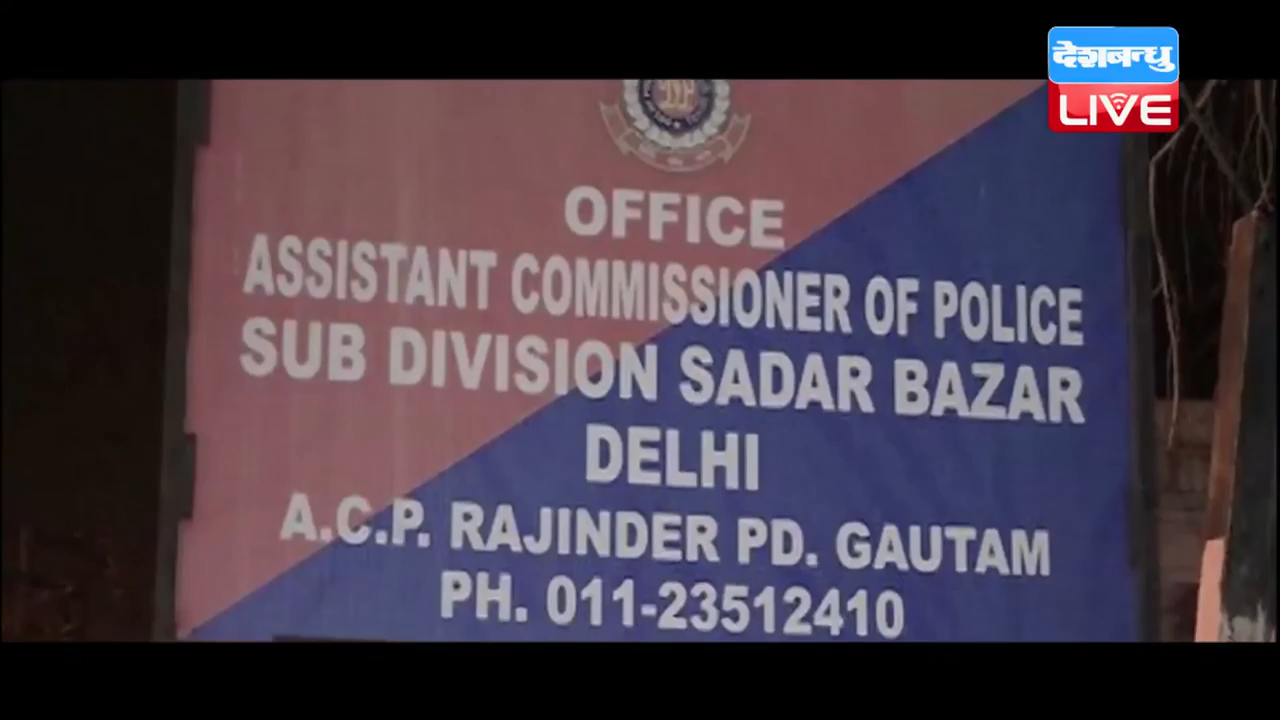 देशबन्धु
LIVE
OFFICE
ASSISTANT COMMISSIONER OF POLICE
SUB DIVISION SADAR BAZAR
DELHI
A.C.P. RAJINDER PD. GAUTAM
PH. 011-23512410